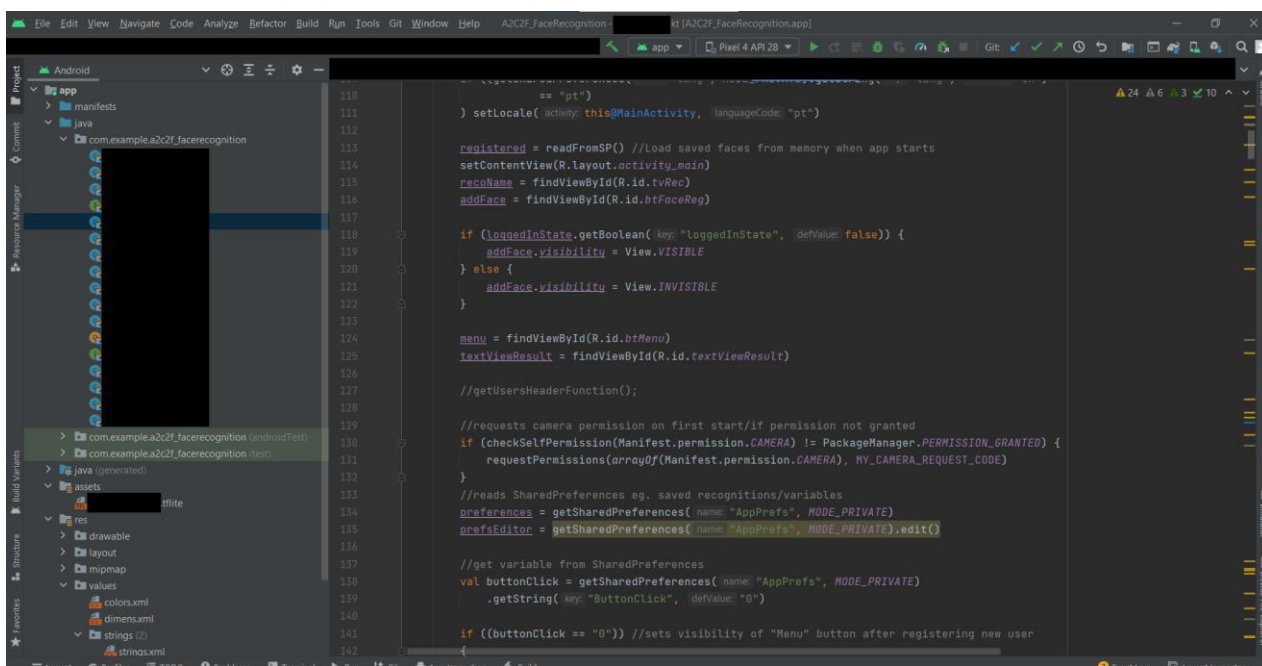 File Edit View Navigate Code Analyze Refactor Build Run Tools Git Window Help A2C2F_FaceRecognition - kt [A2C2F_FaceRecognition.app]
app Pixel 4 API 28 Git:
Project
Commit
Resource Manager
Build Variants
Structure
Favorites
Android
app
manifests
java
com.example.a2c2f_facerecognition
com.example.a2c2f_facerecognition (androidTest)
com.example.a2c2f_facerecognition (test)
java (generated)
assets
.tflite
res
drawable
layout
mipmap
values
colors.xml
dimens.xml
strings (2)
strings.xml
24 6 3 10
110 == "pt")
111 ) setLocale( activity: this@MainActivity, languageCode: "pt")
112
113 registered = readFromSP() //Load saved faces from memory when app starts
114 setContentView(R.layout.activity_main)
115 recoName = findViewById(R.id.tvRec)
116 addFace = findViewById(R.id.btFaceReg)
117
118 if (loggedInState.getBoolean( key: "loggedInState", defValue: false)) {
119 addFace.visibility = View.VISIBLE
120 } else {
121 addFace.visibility = View.INVISIBLE
122 }
123
124 menu = findViewById(R.id.btMenu)
125 textViewResult = findViewById(R.id.textViewResult)
126
127 //getUsersHeaderFunction();
128
129 //requests camera permission on first start/if permission not granted
130 if (checkSelfPermission(Manifest.permission.CAMERA) != PackageManager.PERMISSION_GRANTED) {
131 requestPermissions(arrayOf(Manifest.permission.CAMERA), MY_CAMERA_REQUEST_CODE)
132 }
133 //reads SharedPreferences eg. saved recognitions/variables
134 preferences = getSharedPreferences( name: "AppPrefs", MODE_PRIVATE)
135 prefsEditor = getSharedPreferences( name: "AppPrefs", MODE_PRIVATE).edit()
136
137 //get variable from SharedPreferences
138 val buttonClick = getSharedPreferences( name: "AppPrefs", MODE_PRIVATE)
139 .getString( key: "ButtonClick", defValue: "0")
140
141 if ((buttonClick == "0")) //sets visibility of "Menu" button after registering new user
142 {